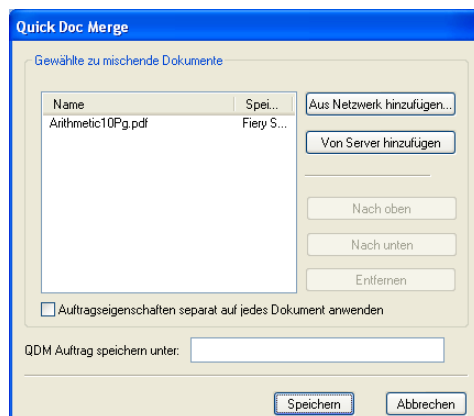 Quick Doc Merge
Gewählte zu mischende Dokumente
Name Spei...
Arithmetic10Pg.pdf Fiery S...
Aus Netzwerk hinzufügen...
Von Server hinzufügen
Nach oben
Nach unten
Entfernen
Auftragseigenschaften separat auf jedes Dokument anwenden
QDM Auftrag speichern unter:
Speichern Abbrechen